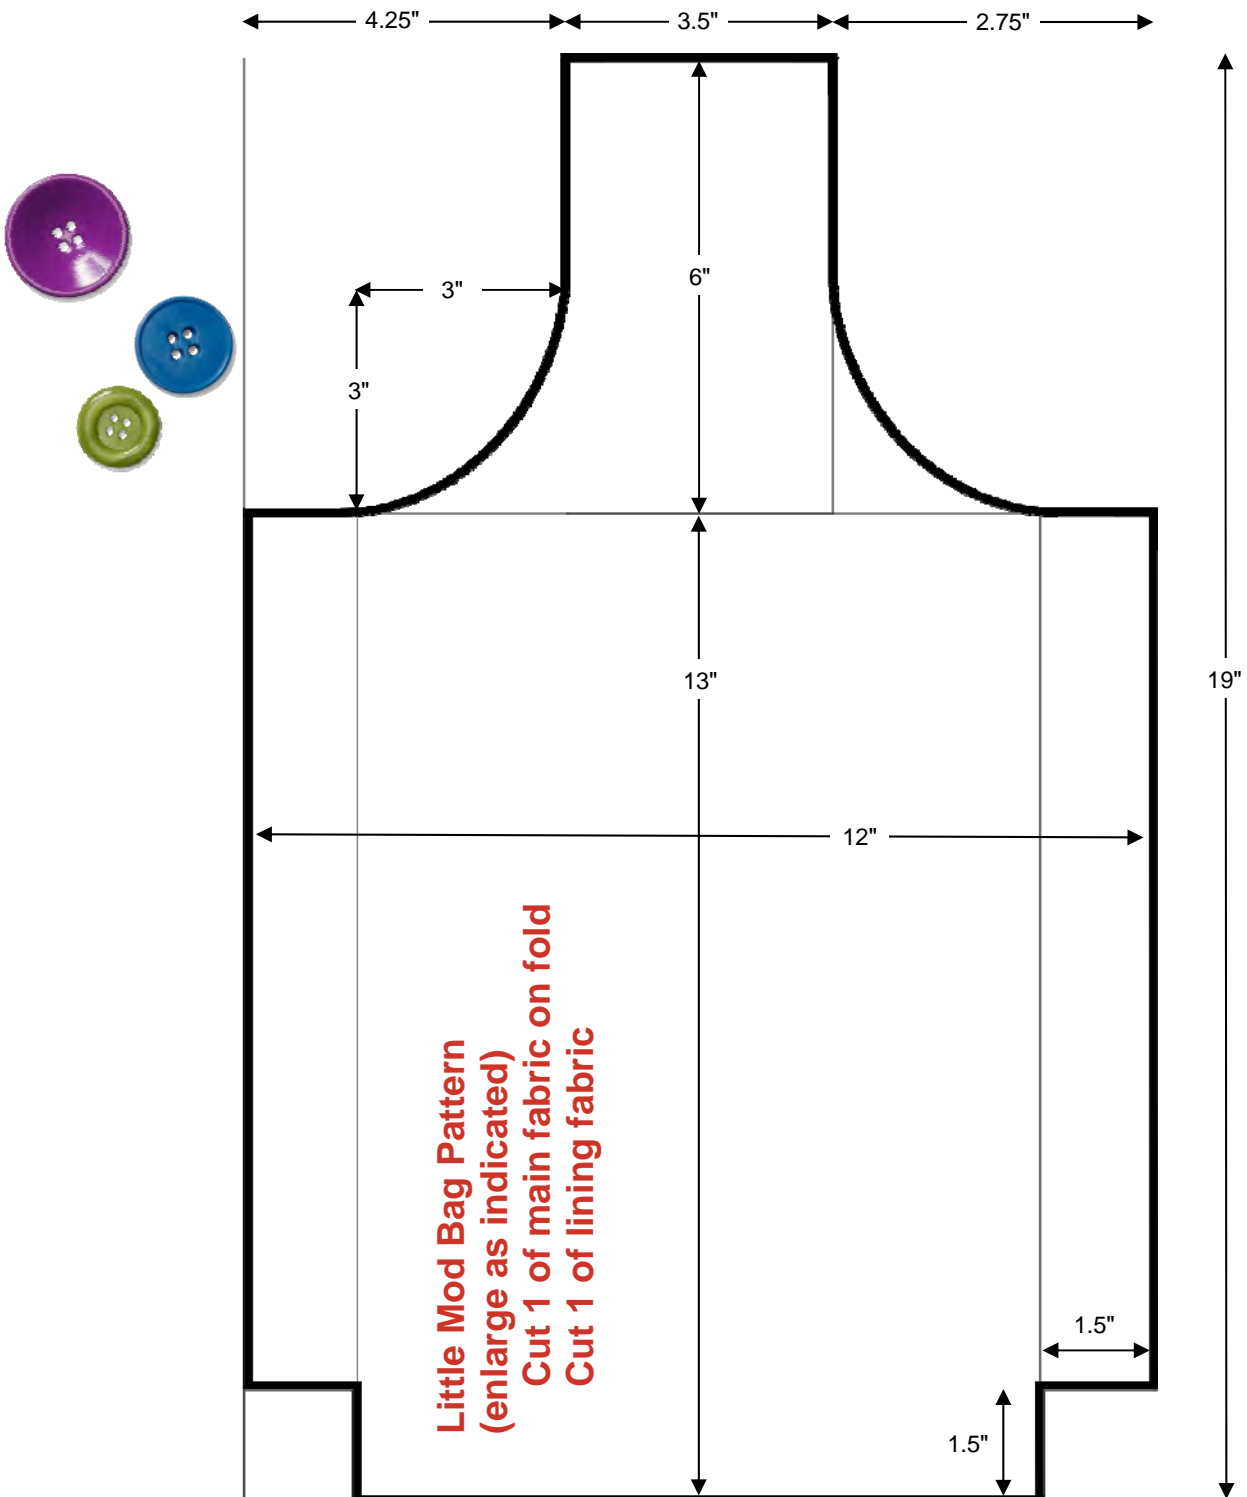 4.25"
3.5"
2.75"
6"
3"
3"
13"
19"
12"
Little Mod Bag Pattern
(enlarge as indicated)
Cut 1 of main fabric on fold
Cut 1 of lining fabric
1.5"
1.5"